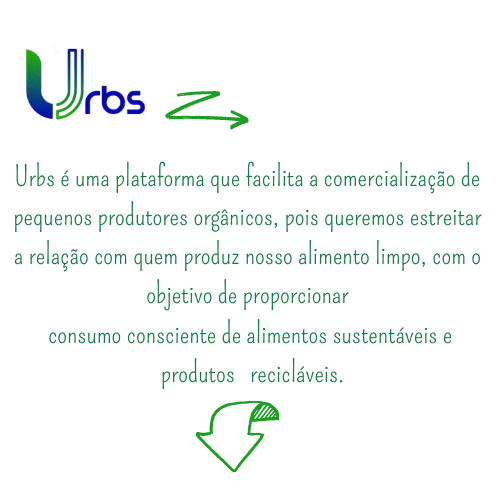 Urbs
Urbs é uma plataforma que facilita a comercialização de
pequenos produtores orgânicos, pois queremos estreitar
a relação com quem produz nosso alimento limpo, com o
objetivo de proporcionar
consumo consciente de alimentos sustentáveis e
produtos recicláveis.